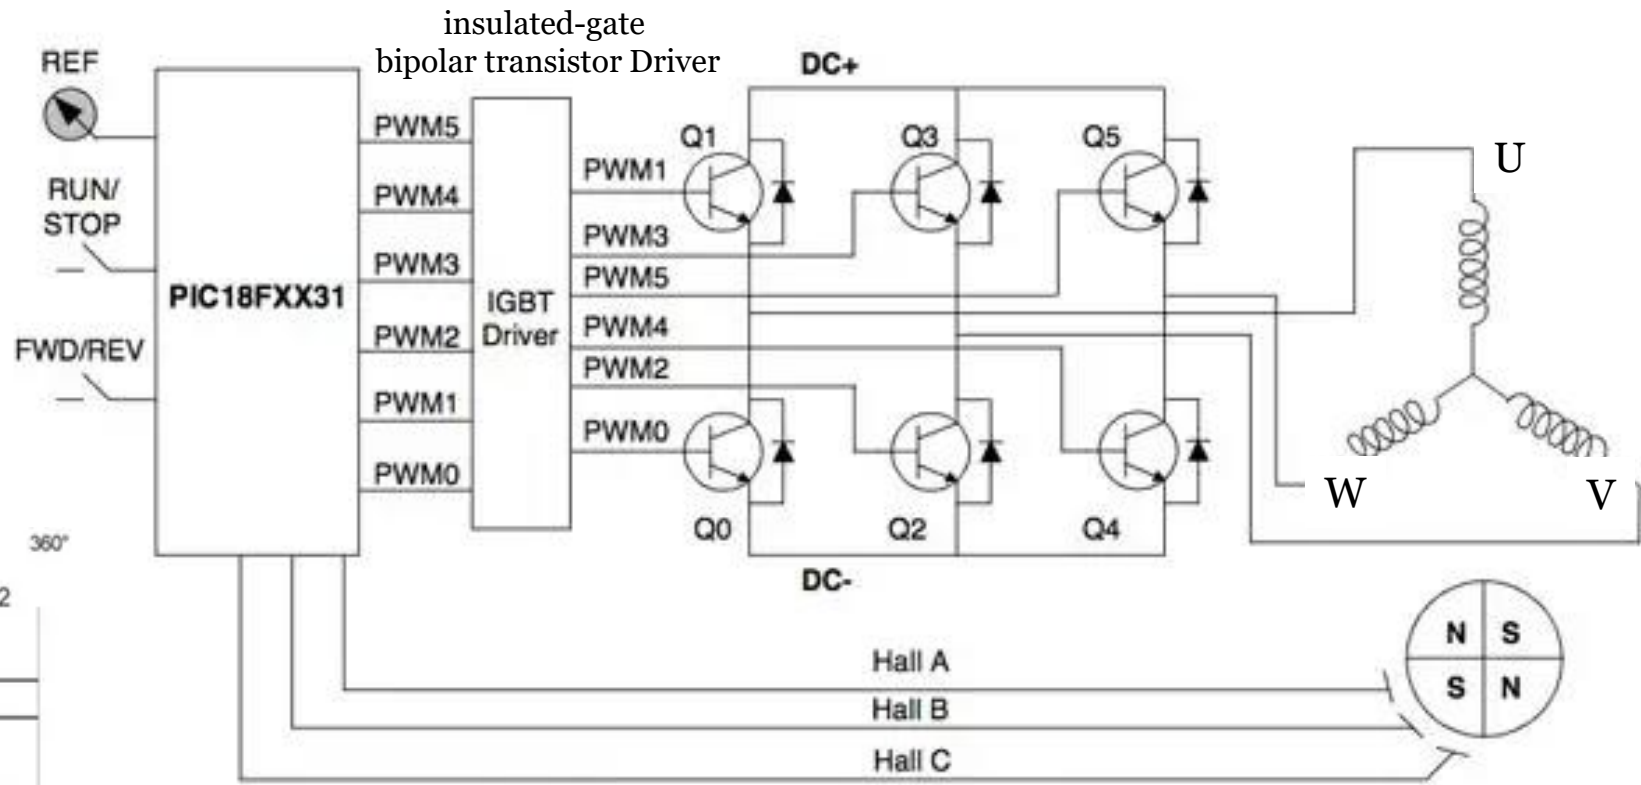 insulated-gate
bipolar transistor Driver
REF
RUN/
STOP
FWD/REV
PIC18FXX31
PWM5
PWM4
PWM3
PWM2
PWM1
PWM0
IGBT
Driver
PWM1
PWM3
PWM5
PWM4
PWM2
PWM0
DC+
Q1
Q3
Q5
Q0
Q2
Q4
DC-
U
W
V
360°
2
Hall A
Hall B
Hall C
N S
S N